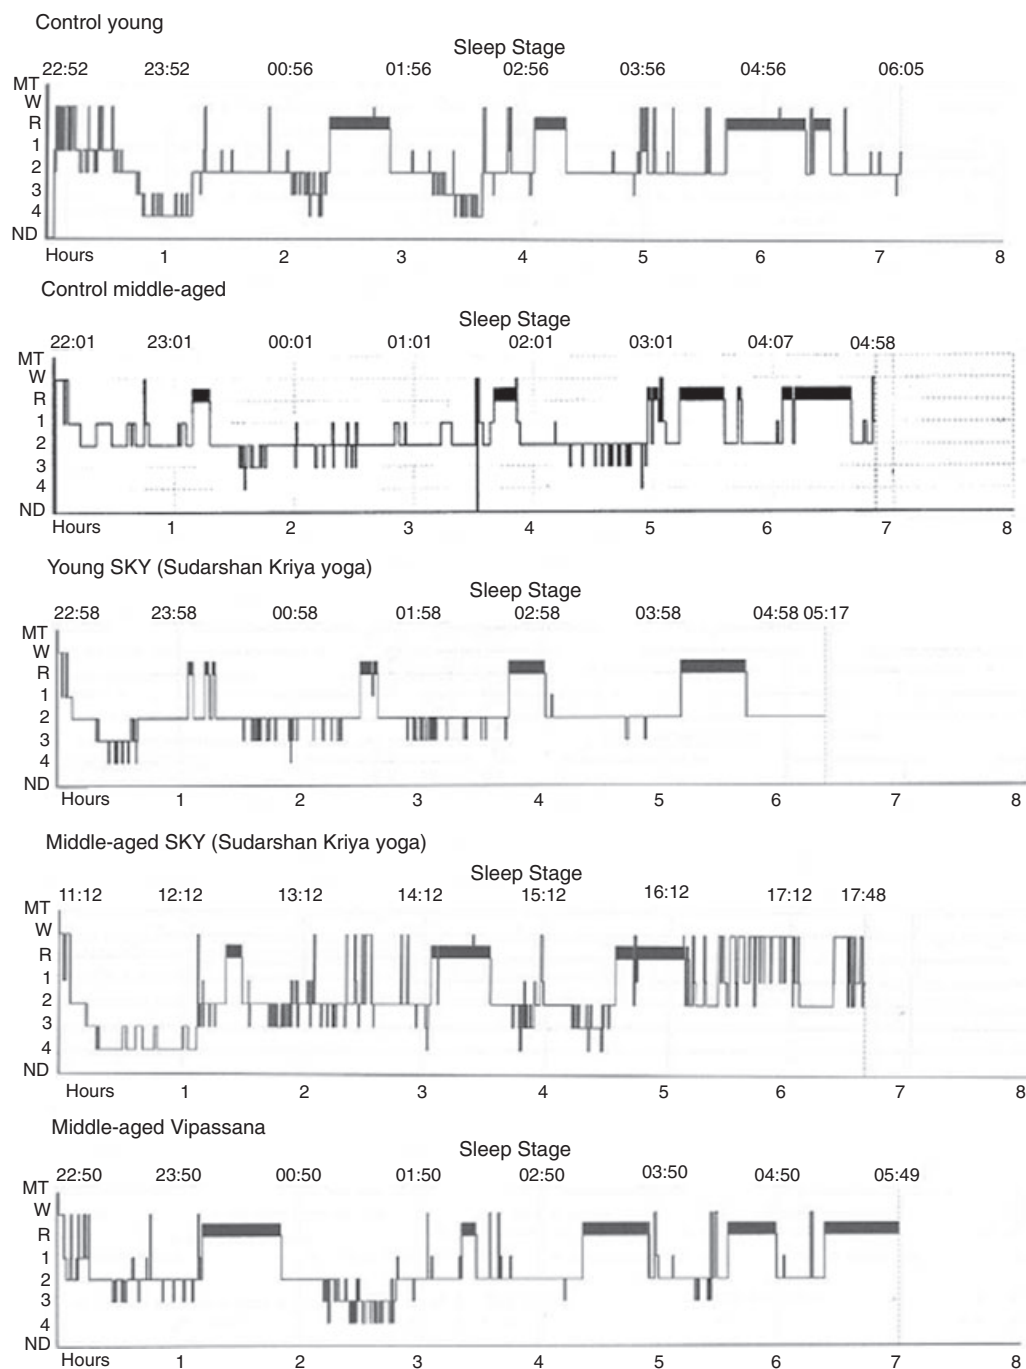 Control young
Sleep Stage
22:52 23:52 00:56 01:56 02:56 03:56 04:56 06:05
MT
W
R
1
2
3
4
ND
Hours 1 2 3 4 5 6 7 8
Control middle-aged
Sleep Stage
22:01 23:01 00:01 01:01 02:01 03:01 04:07 04:58
MT
W
R
1
2
3
4
ND
Hours 1 2 3 4 5 6 7 8
Young SKY (Sudarshan Kriya yoga)
Sleep Stage
22:58 23:58 00:58 01:58 02:58 03:58 04:58 05:17
MT
W
R
1
2
3
4
ND
Hours 1 2 3 4 5 6 7 8
Middle-aged SKY (Sudarshan Kriya yoga)
Sleep Stage
11:12 12:12 13:12 14:12 15:12 16:12 17:12 17:48
MT
W
R
1
2
3
4
ND
Hours 1 2 3 4 5 6 7 8
Middle-aged Vipassana
Sleep Stage
22:50 23:50 00:50 01:50 02:50 03:50 04:50 05:49
MT
W
R
1
2
3
4
ND
Hours 1 2 3 4 5 6 7 8